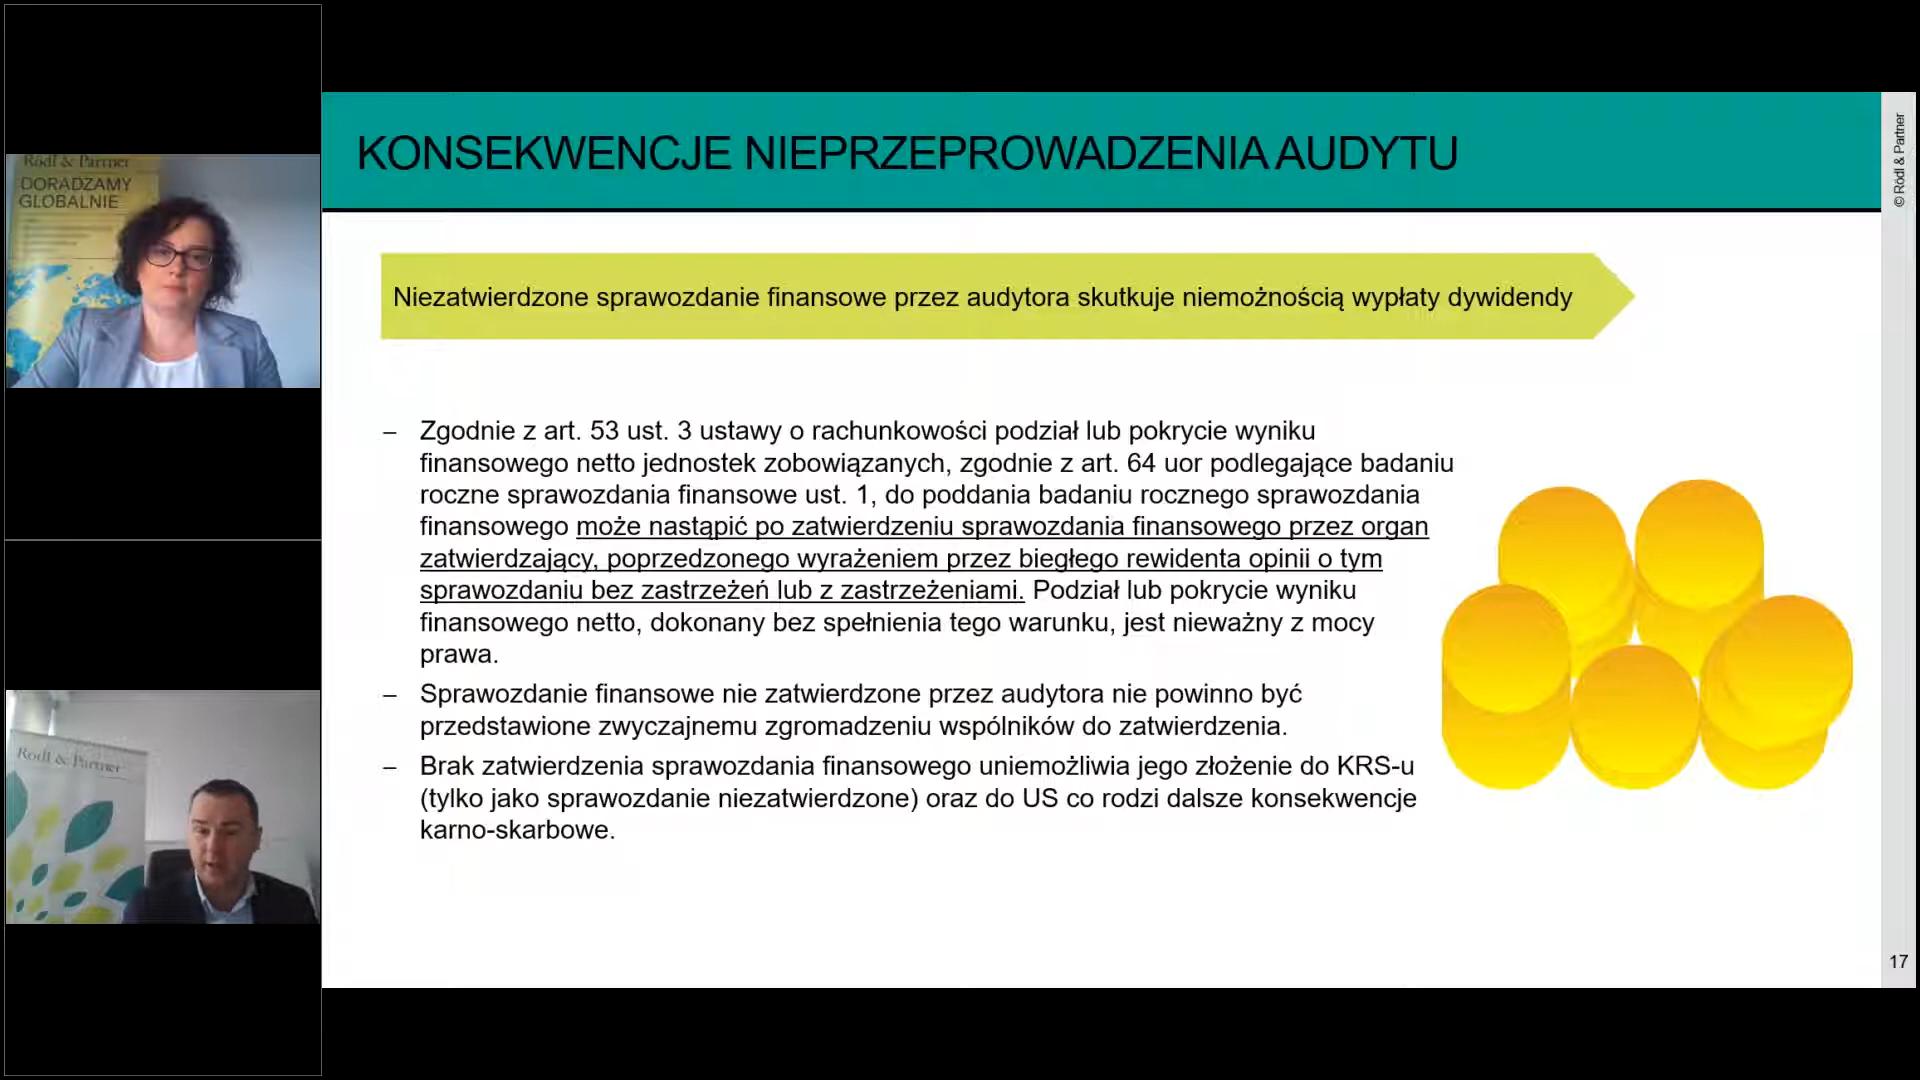 Rödl & Partner
DORADZAMY
GLOBALNIE
Rödl & Partner
KONSEKWENCJE NIEPRZEPROWADZENIA AUDYTU
© Rödl & Partner
Niezatwierdzone sprawozdanie finansowe przez audytora skutkuje niemożnością wypłaty dywidendy
– Zgodnie z art. 53 ust. 3 ustawy o rachunkowości podział lub pokrycie wyniku
finansowego netto jednostek zobowiązanych, zgodnie z art. 64 uor podlegające badaniu
roczne sprawozdania finansowe ust. 1, do poddania badaniu rocznego sprawozdania
finansowego może nastąpić po zatwierdzeniu sprawozdania finansowego przez organ
zatwierdzający, poprzedzonego wyrażeniem przez biegłego rewidenta opinii o tym
sprawozdaniu bez zastrzeżeń lub z zastrzeżeniami. Podział lub pokrycie wyniku
finansowego netto, dokonany bez spełnienia tego warunku, jest nieważny z mocy
prawa.
– Sprawozdanie finansowe nie zatwierdzone przez audytora nie powinno być
przedstawione zwyczajnemu zgromadzeniu wspólników do zatwierdzenia.
– Brak zatwierdzenia sprawozdania finansowego uniemożliwia jego złożenie do KRS-u
(tylko jako sprawozdanie niezatwierdzone) oraz do US co rodzi dalsze konsekwencje
karno-skarbowe.
17